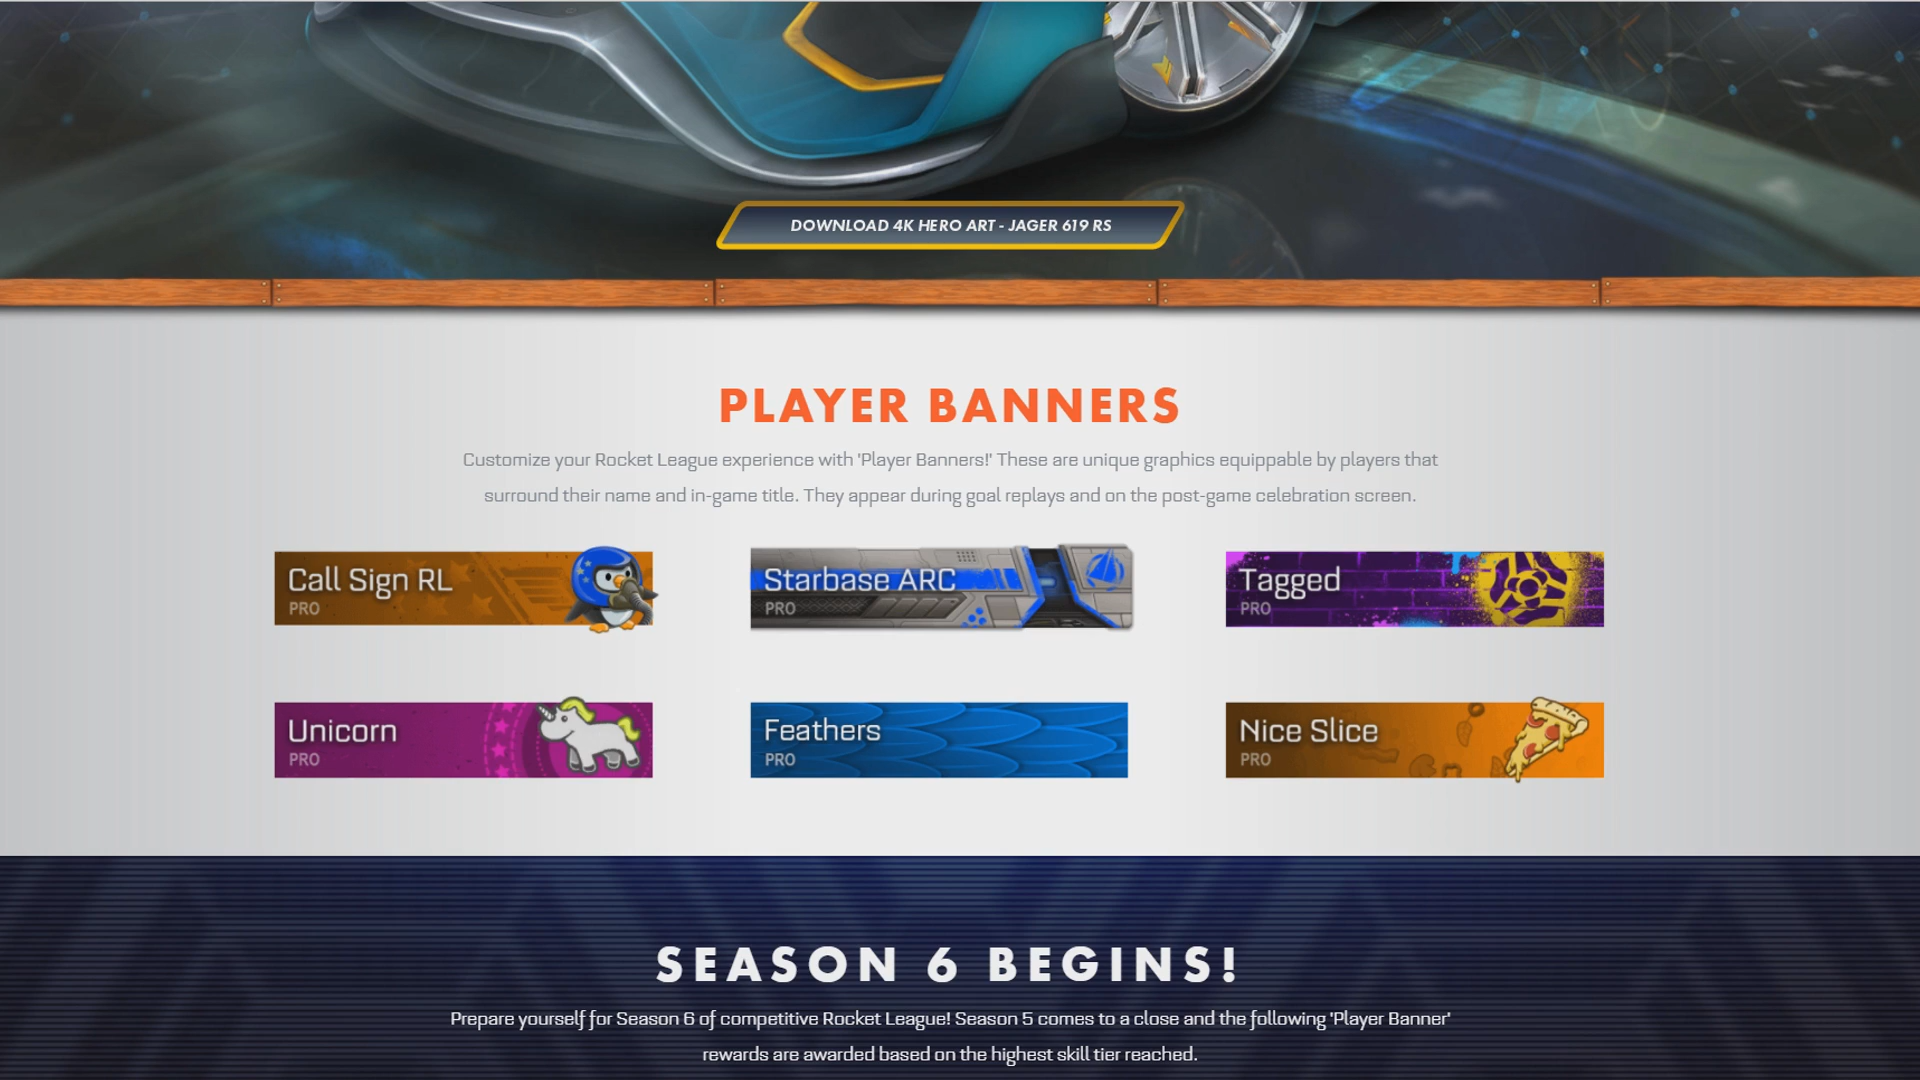 DOWNLOAD 4K HERO ART - JAGER 619 RS
PLAYER BANNERS
Customize your Rocket League experience with 'Player Banners!' These are unique graphics equippable by players that
surround their name and in-game title. They appear during goal replays and on the post-game celebration screen.
Call Sign RL
PRO
Starbase ARC
PRO
Tagged
PRO
Unicorn
PRO
Feathers
PRO
Nice Slice
PRO
SEASON 6 BEGINS!
Prepare yourself for Season 6 of competitive Rocket League! Season 5 comes to a close and the following 'Player Banner'
rewards are awarded based on the highest skill tier reached.